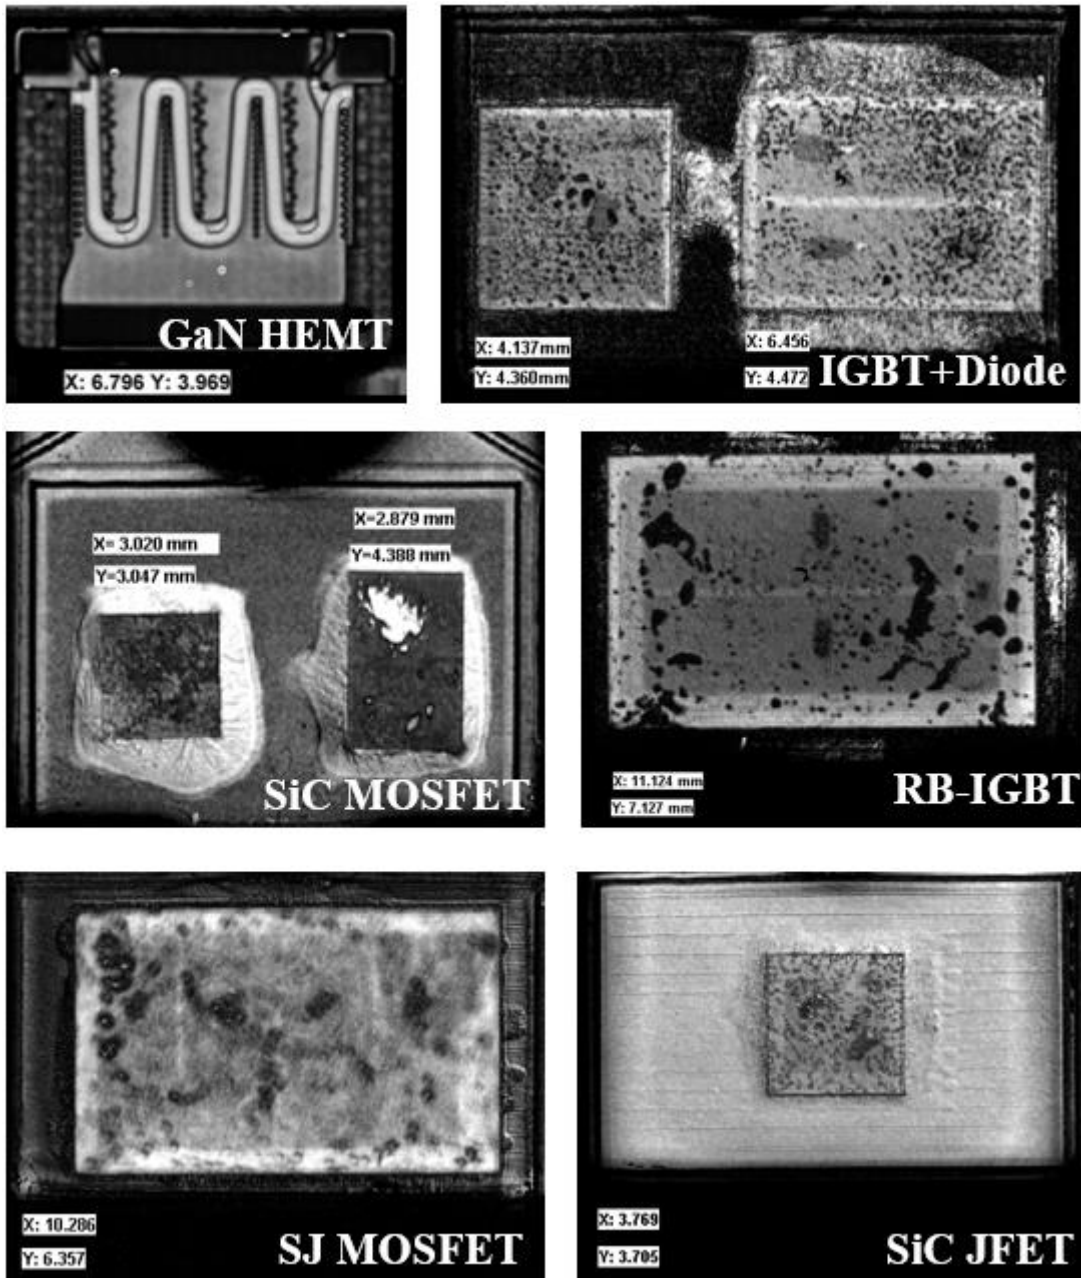 GaN HEMT
X: 6.796 Y: 3.969
X: 4.137mm
Y: 4.360mm
X: 6.456
Y: 4.472
IGBT+Diode
X= 3.020 mm
Y=3.047 mm
X=2.879 mm
Y=4.388 mm
SiC MOSFET
X: 11.124 mm
Y: 7.127 mm
RB-IGBT
X: 10.286
Y: 6.357
SJ MOSFET
X: 3.769
Y: 3.705
SiC JFET